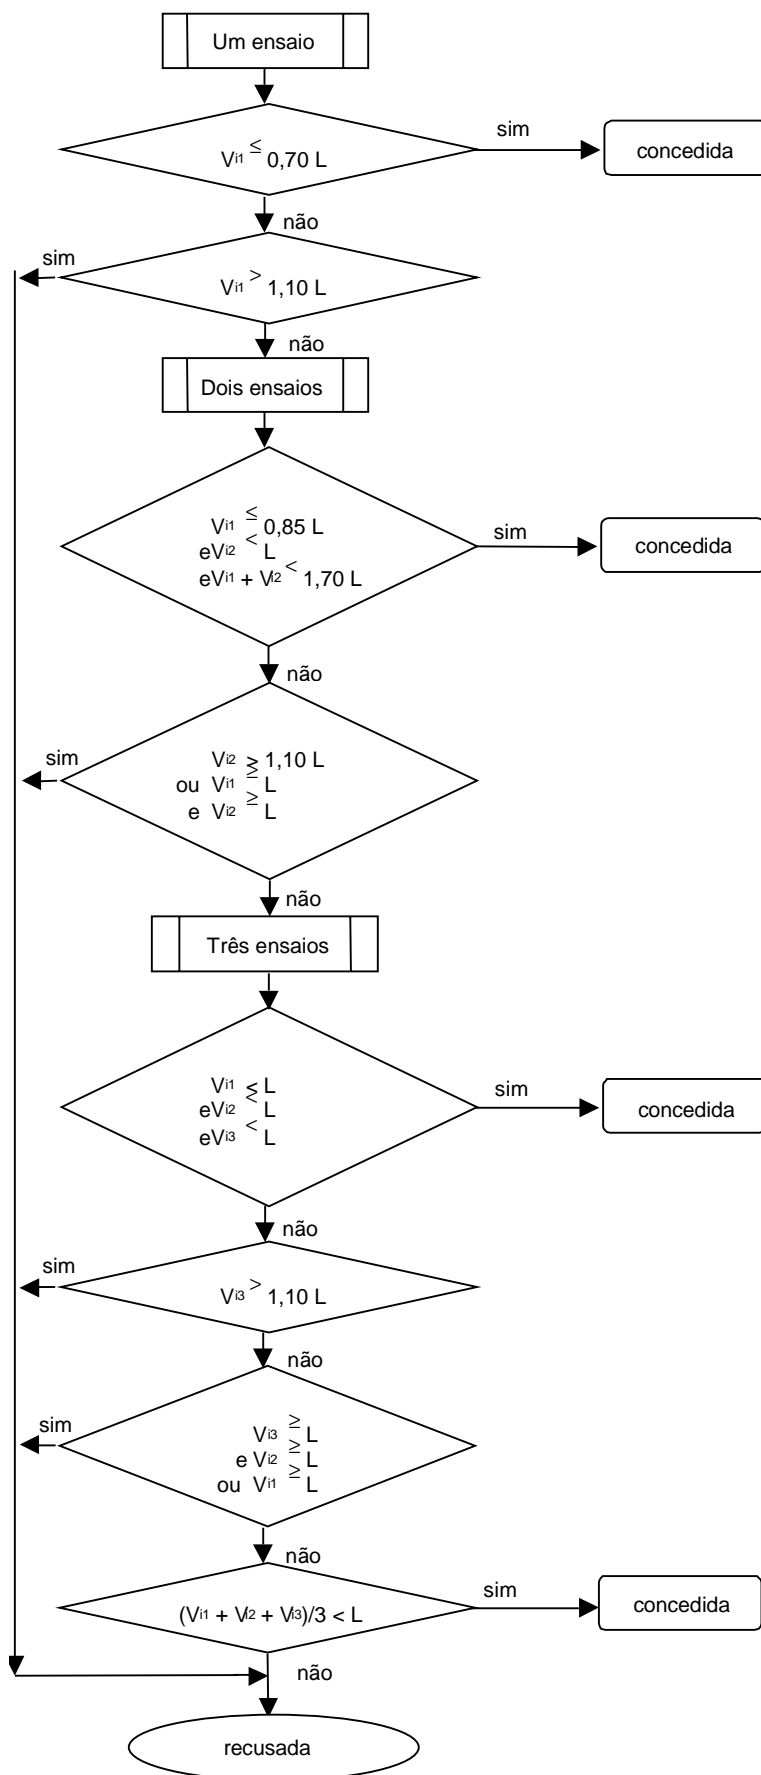 Um ensaio
Vi1 ≤ 0,70 L
sim
concedida
não
sim
Vi1 > 1,10 L
não
Dois ensaios
Vi1 ≤ 0,85 L
eVi2 < L
eVi1 + Vi2 < 1,70 L
sim
concedida
não
sim
Vi2 ≥ 1,10 L
ou Vi1 ≥ L
e Vi2 ≥ L
não
Três ensaios
Vi1 < L
eVi2 < L
eVi3 < L
sim
concedida
não
sim
Vi3 > 1,10 L
não
sim
Vi3 ≥ L
e Vi2 ≥ L
ou Vi1 ≥ L
não
(Vi1 + Vi2 + Vi3)/3 < L
sim
concedida
não
recusada